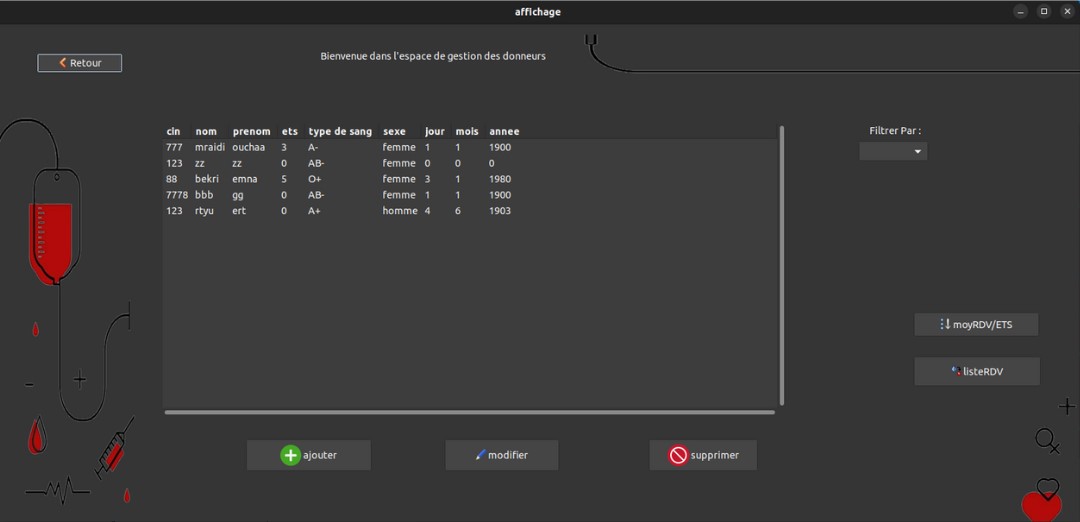 affichage
Retour
Bienvenue dans l'espace de gestion des donneurs
Filtrer Par :
cin nom prenom ets type de sang sexe jour mois annee
777 mraidi ouchaa 3 A- femme 1 1 1900
123 zz zz 0 AB- femme 0 0 0
88 bekri emna 5 O+ femme 3 1 1980
7778 bbb gg 0 AB- femme 1 1 1900
123 rtyu ert 0 A+ homme 4 6 1903
moyRDV/ETS
listeRDV
ajouter
modifier
supprimer